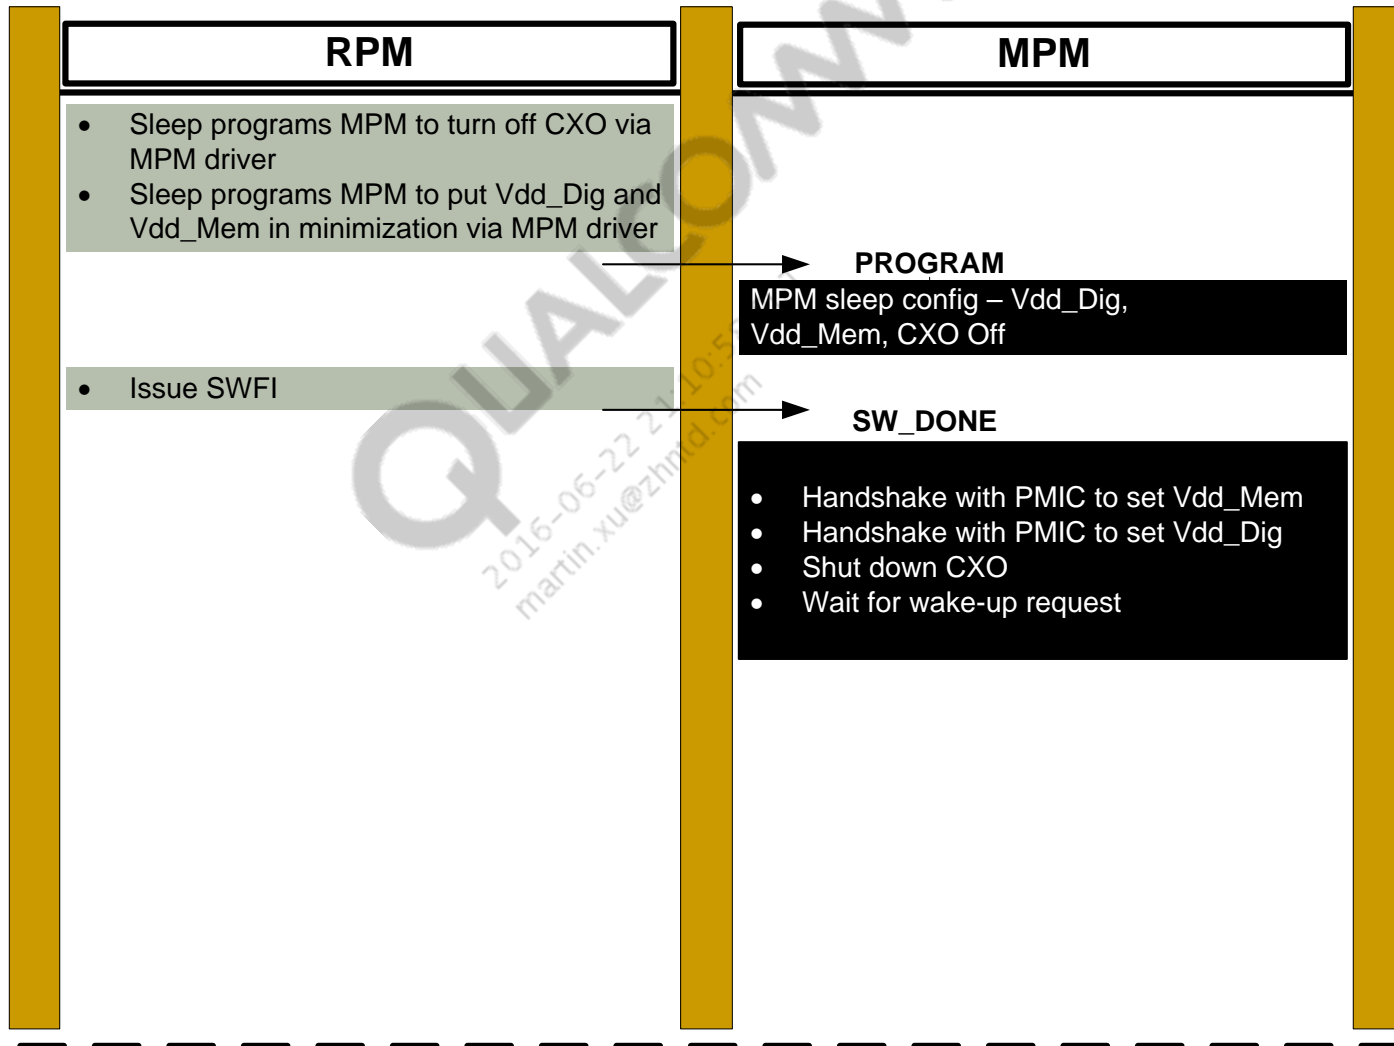 RPM
• Sleep programs MPM to turn off CXO via
MPM driver
• Sleep programs MPM to put Vdd_Dig and
Vdd_Mem in minimization via MPM driver
• Issue SWFI
MPM
PROGRAM
MPM sleep config – Vdd_Dig,
Vdd_Mem, CXO Off
SW_DONE
• Handshake with PMIC to set Vdd_Mem
• Handshake with PMIC to set Vdd_Dig
• Shut down CXO
• Wait for wake-up request
2016-06-22 21:10:5
martin.xu@zhntd.com